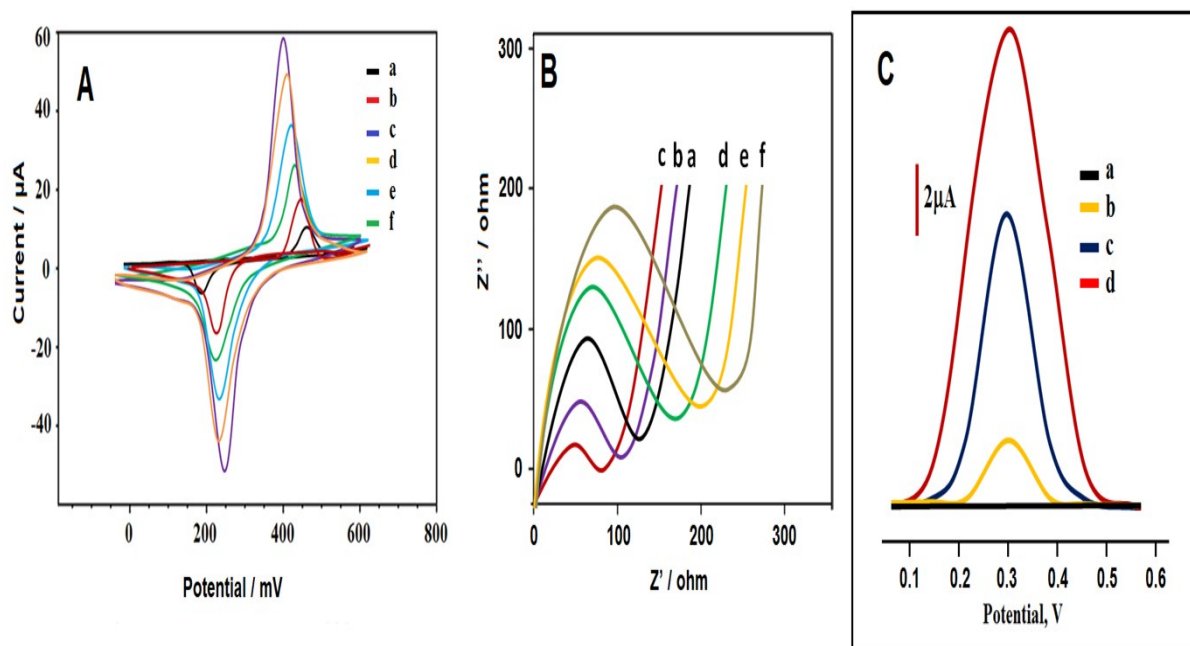 A
60
40
20
0
-20
-40
Current / µA
0 200 400 600 800
Potential / mV
a
b
c
d
e
f
B
300
200
100
0
Z'' / ohm
c b a d e f
0 100 200 300
Z' / ohm
C
2µA
a
b
c
d
0.1 0.2 0.3 0.4 0.5 0.6
Potential, V